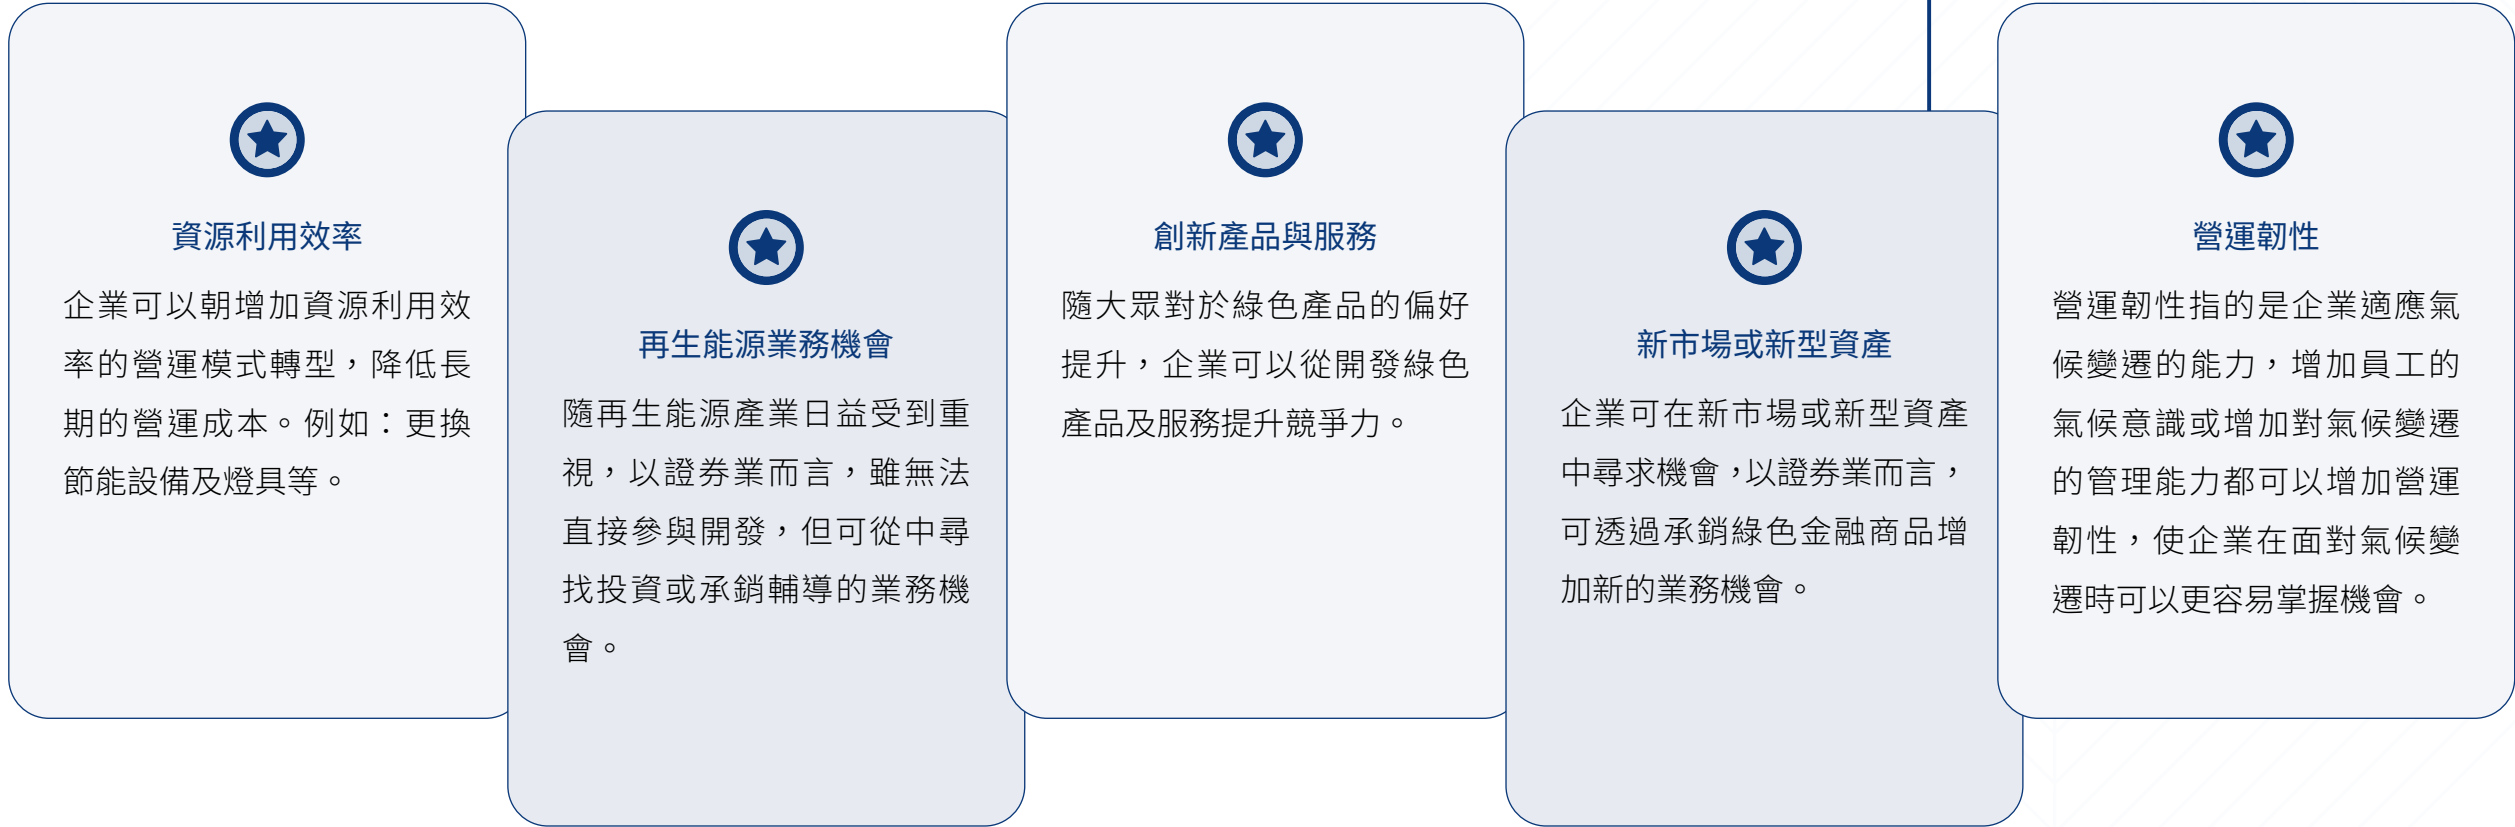 資源利用效率
企業可以朝增加資源利用效
率的營運模式轉型，降低長
期的營運成本。例如：更換
節能設備及燈具等。
再生能源業務機會
隨再生能源產業日益受到重
視，以證券業而言，雖無法
直接參與開發，但可從中尋
找投資或承銷輔導的業務機
會。
創新產品與服務
隨大眾對於綠色產品的偏好
提升，企業可以從開發綠色
產品及服務提升競爭力。
新市場或新型資產
企業可在新市場或新型資產
中尋求機會，以證券業而言，
可透過承銷綠色金融商品增
加新的業務機會。
營運韌性
營運韌性指的是企業適應氣
候變遷的能力，增加員工的
氣候意識或增加對氣候變遷
的管理能力都可以增加營運
韌性，使企業在面對氣候變
遷時可以更容易掌握機會。